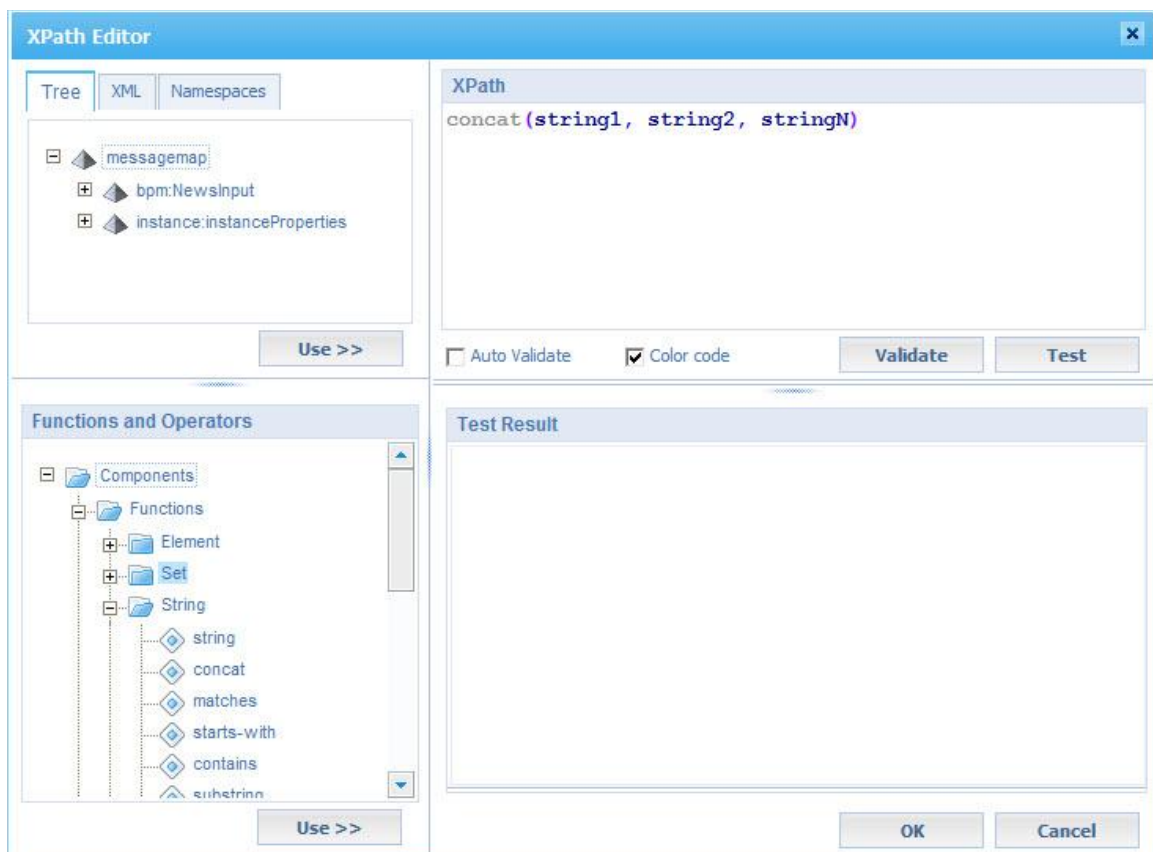 XPath Editor
Tree XML Namespaces
messagemap
bpm:NewsInput
instance:instanceProperties
Use >>
XPath
concat(string1, string2, stringN)
Auto Validate Color code Validate Test
Functions and Operators
Components
Functions
Element
Set
String
string
concat
matches
starts-with
contains
substring
Use >>
Test Result
OK Cancel